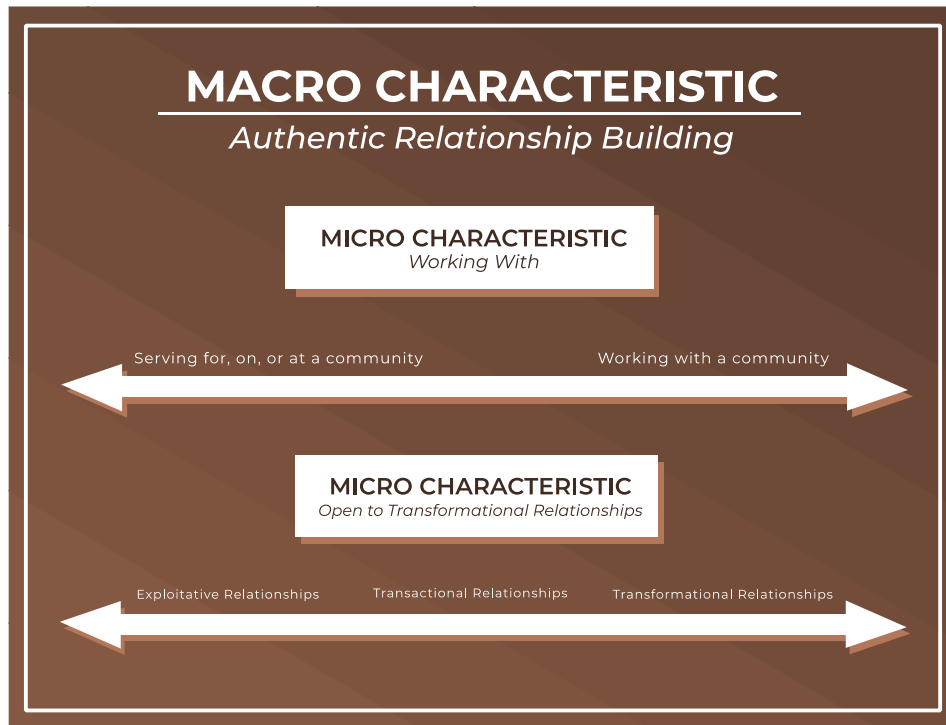 MACRO CHARACTERISTIC
Authentic Relationship Building
MICRO CHARACTERISTIC
Working With
Serving for, on, or at a community
Working with a community
MICRO CHARACTERISTIC
Open to Transformational Relationships
Exploitative Relationships
Transactional Relationships
Transformational Relationships